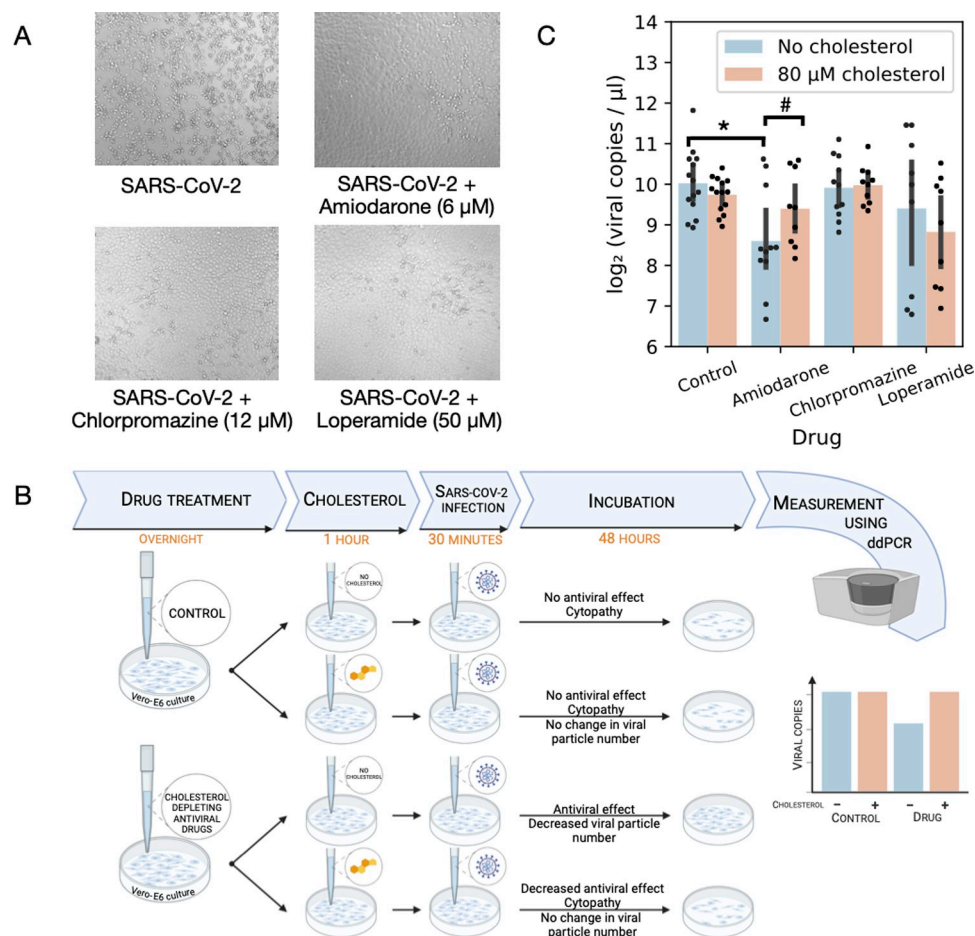 A
SARS-CoV-2
SARS-CoV-2 +
Amiodarone (6 μM)
SARS-CoV-2 +
Chlorpromazine (12 μM)
SARS-CoV-2 +
Loperamide (50 μM)
C
14
13
12
11
10
9
8
7
6
log₂ (viral copies / μl)
No cholesterol
80 μM cholesterol
*
#
Control
Amiodarone
Chlorpromazine
Loperamide
Drug
B
DRUG TREATMENT
CHOLESTEROL
SARS-COV-2
INFECTION
INCUBATION
MEASUREMENT
USING
ddPCR
OVERNIGHT
1 HOUR
30 MINUTES
48 HOURS
CONTROL
Vero-E6 culture
NO
CHOLESTEROL
No antiviral effect
Cytopathy
No antiviral effect
Cytopathy
No change in viral
particle number
CHOLESTEROL
DEPLETING
ANTIVIRAL
DRUGS
Vero-E6 culture
NO
CHOLESTEROL
Antiviral effect
Decreased viral particle
number
Decreased antiviral effect
Cytopathy
No change in viral
particle number
VIRAL COPIES
CHOLESTEROL − + − +
CONTROL DRUG